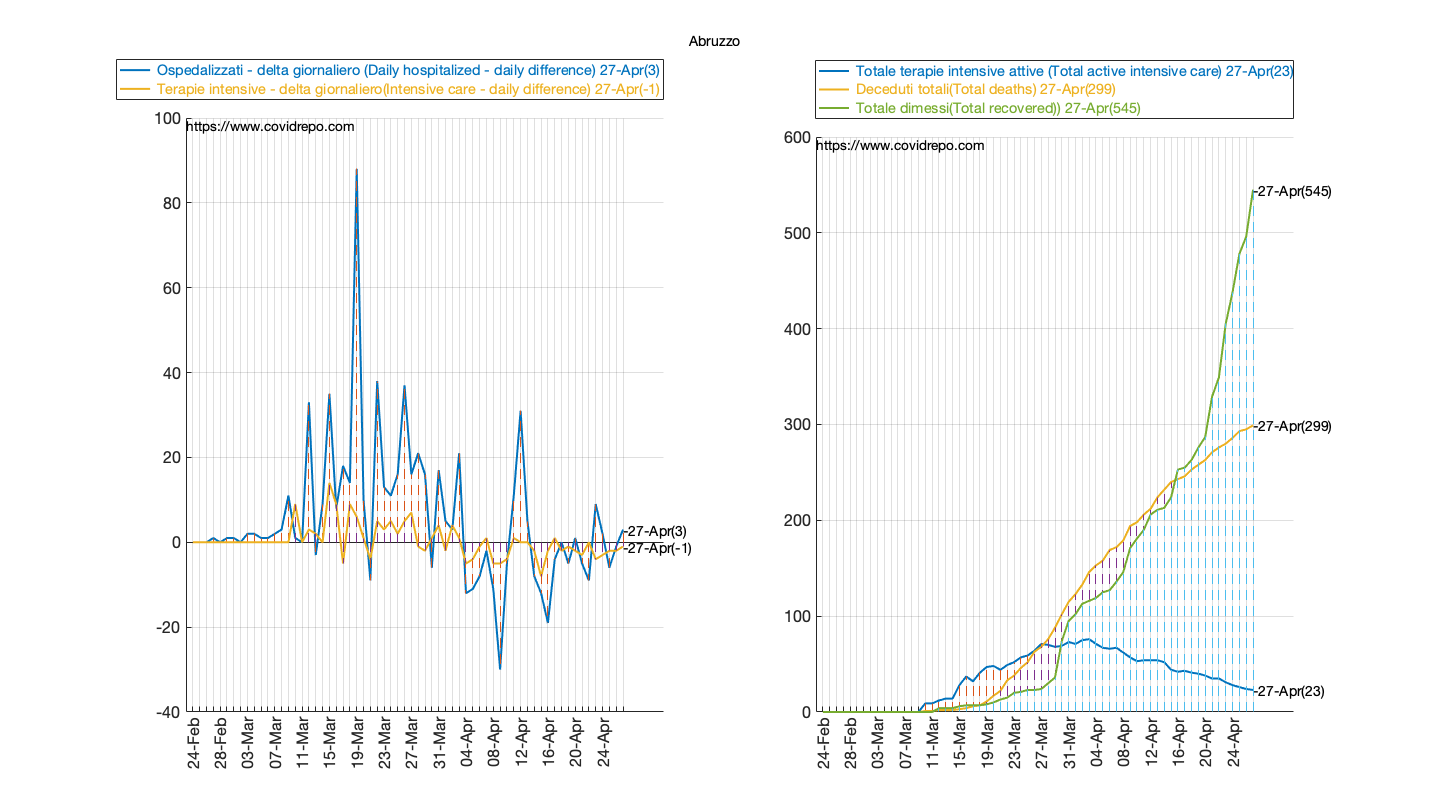 Abruzzo
Ospedalizzati - delta giornaliero (Daily hospitalized - daily difference) 27-Apr(3)
Terapie intensive - delta giornaliero(Intensive care - daily difference) 27-Apr(-1)
https://www.covidrepo.com
100
80
60
40
20
0
-20
-40
-27-Apr(3)
-27-Apr(-1)
24-Feb
28-Feb
03-Mar
07-Mar
11-Mar
15-Mar
19-Mar
23-Mar
27-Mar
31-Mar
04-Apr
08-Apr
12-Apr
16-Apr
20-Apr
24-Apr
Totale terapie intensive attive (Total active intensive care) 27-Apr(23)
Deceduti totali(Total deaths) 27-Apr(299)
Totale dimessi(Total recovered)) 27-Apr(545)
https://www.covidrepo.com
600
500
400
300
200
100
0
-27-Apr(545)
-27-Apr(299)
-27-Apr(23)
24-Feb
28-Feb
03-Mar
07-Mar
11-Mar
15-Mar
19-Mar
23-Mar
27-Mar
31-Mar
04-Apr
08-Apr
12-Apr
16-Apr
20-Apr
24-Apr